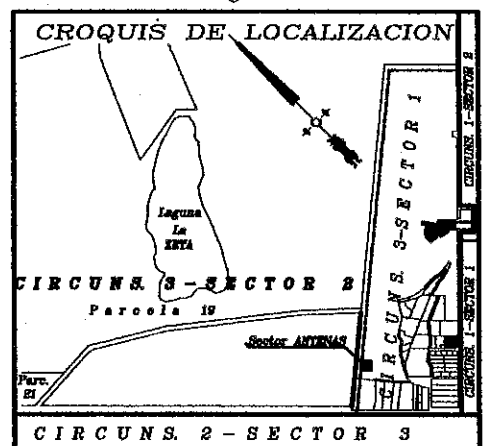 CROQUIS DE LOCALIZACION
CIRCUNS. 1-SECTOR 2
CIRCUNS. 3-SECTOR 1
Laguna
La
ZETA
CIRCUNS. 3-SECTOR 2
Parcela 19
Sector ANTENAS
CIRCUNS. 1-SECTOR 1
Parc.
21
CIRCUNS. 2-SECTOR 3